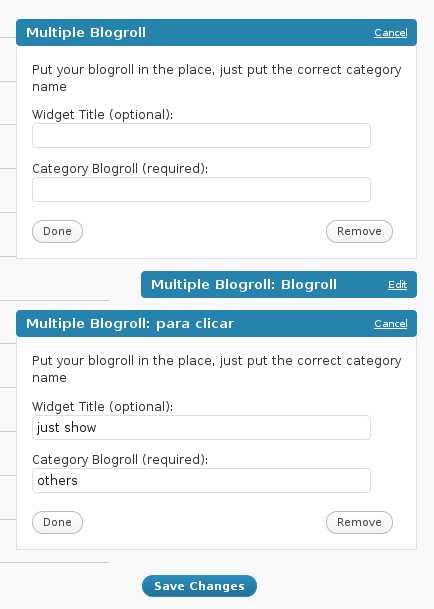 Multiple Blogroll Cancel
Put your blogroll in the place, just put the correct category
name
Widget Title (optional):
Category Blogroll (required):
Done Remove
Multiple Blogroll: Blogroll Edit
Multiple Blogroll: para clicar Cancel
Put your blogroll in the place, just put the correct category
name
Widget Title (optional):
just show
Category Blogroll (required):
others
Done Remove
Save Changes